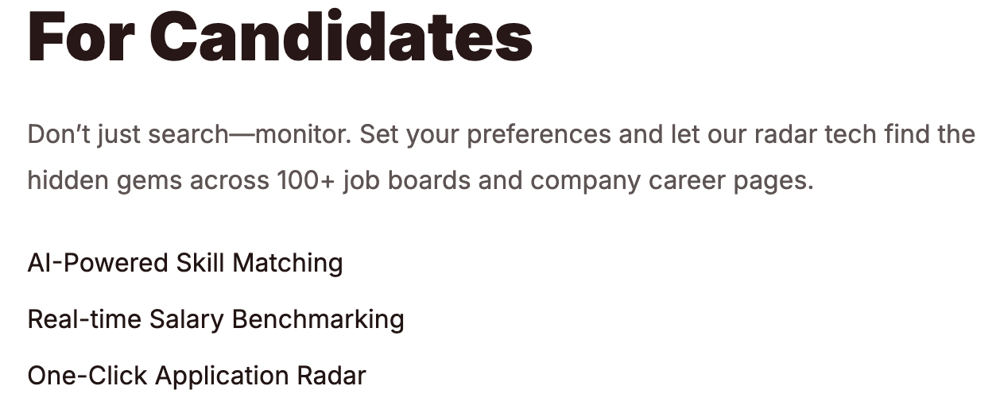 For Candidates
Don’t just search—monitor. Set your preferences and let our radar tech find the
hidden gems across 100+ job boards and company career pages.
AI-Powered Skill Matching
Real-time Salary Benchmarking
One-Click Application Radar